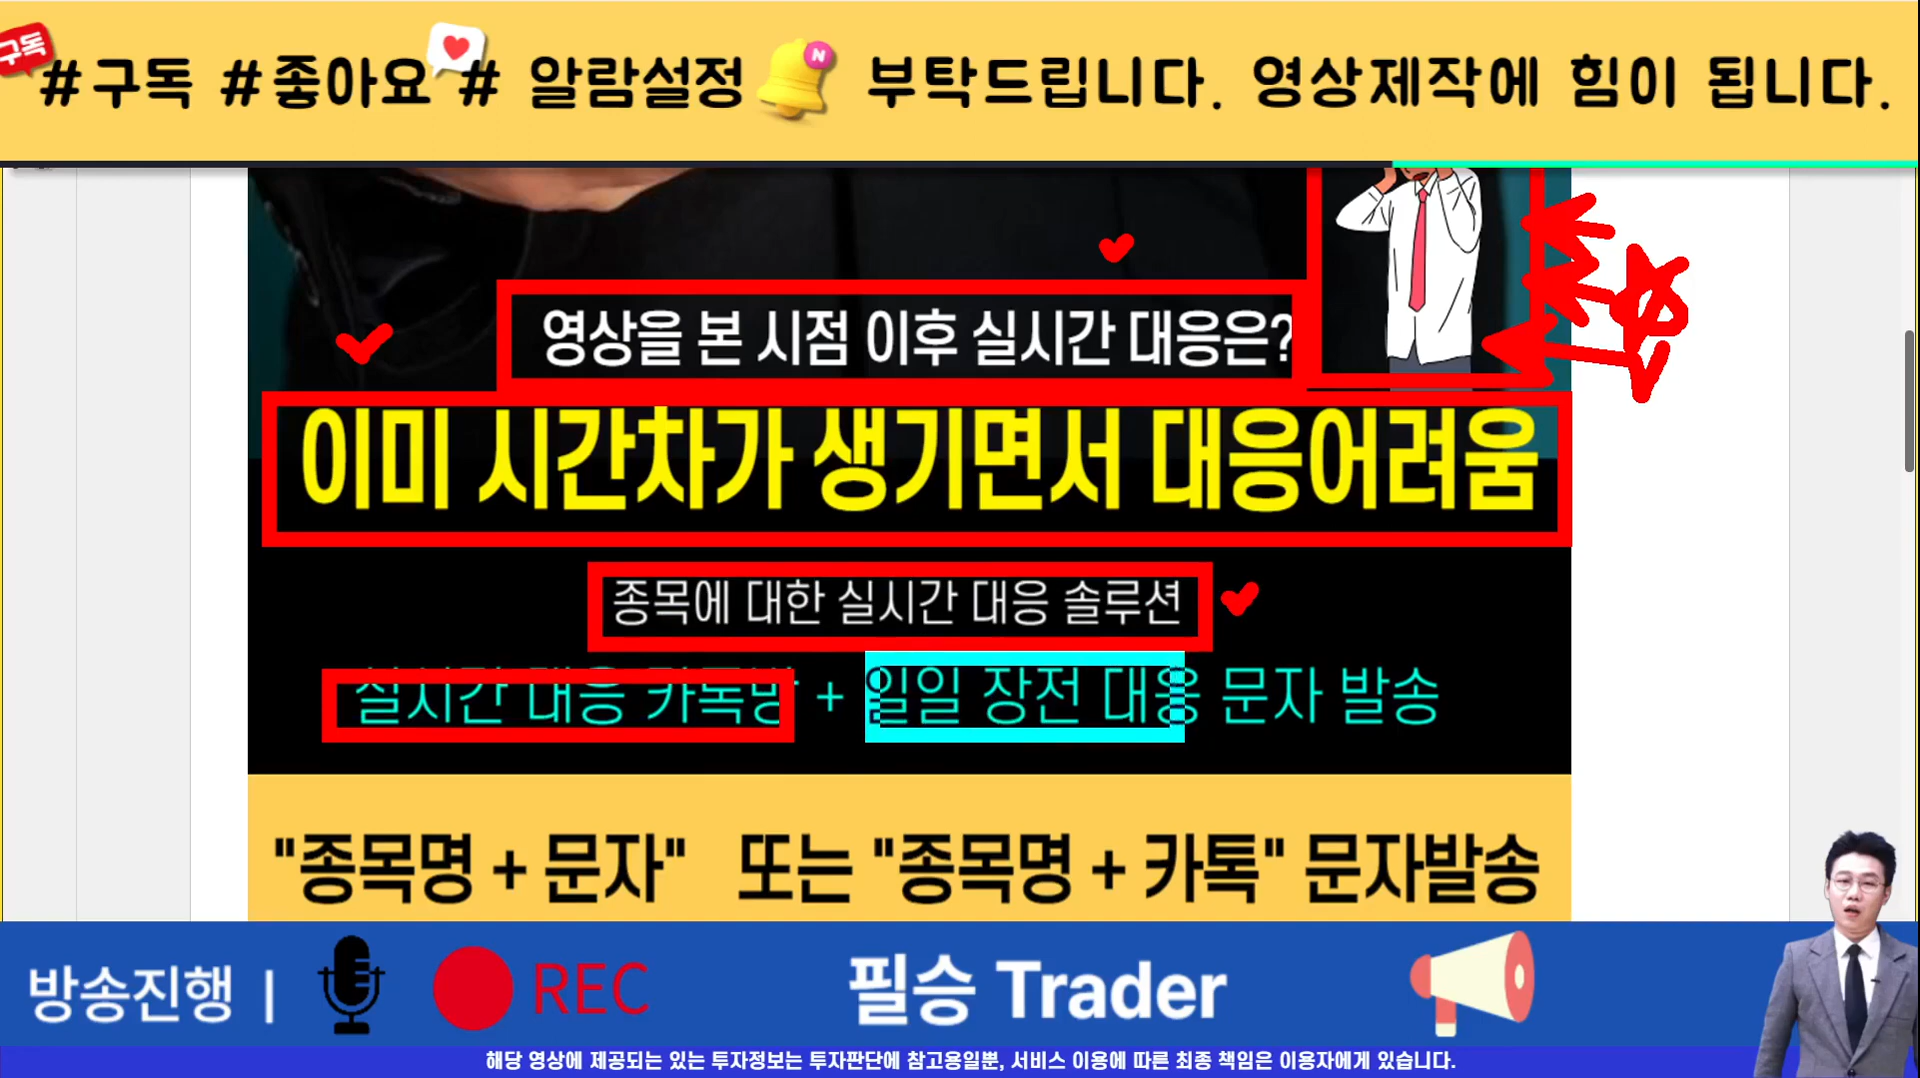 구독
#구독 #좋아요 # 알람설정 N 부탁드립니다. 영상제작에 힘이 됩니다.
영상을 본 시점 이후 실시간 대응은?
이미 시간차가 생기면서 대응어려움
종목에 대한 실시간 대응 솔루션
실시간 대응 카톡방 + 일일 장전 대응 문자 발송
"종목명 + 문자" 또는 "종목명 + 카톡" 문자발송
방송진행 | REC 필승 Trader
해당 영상에 제공되는 있는 투자정보는 투자판단에 참고용일뿐, 서비스 이용에 따른 최종 책임은 이용자에게 있습니다.